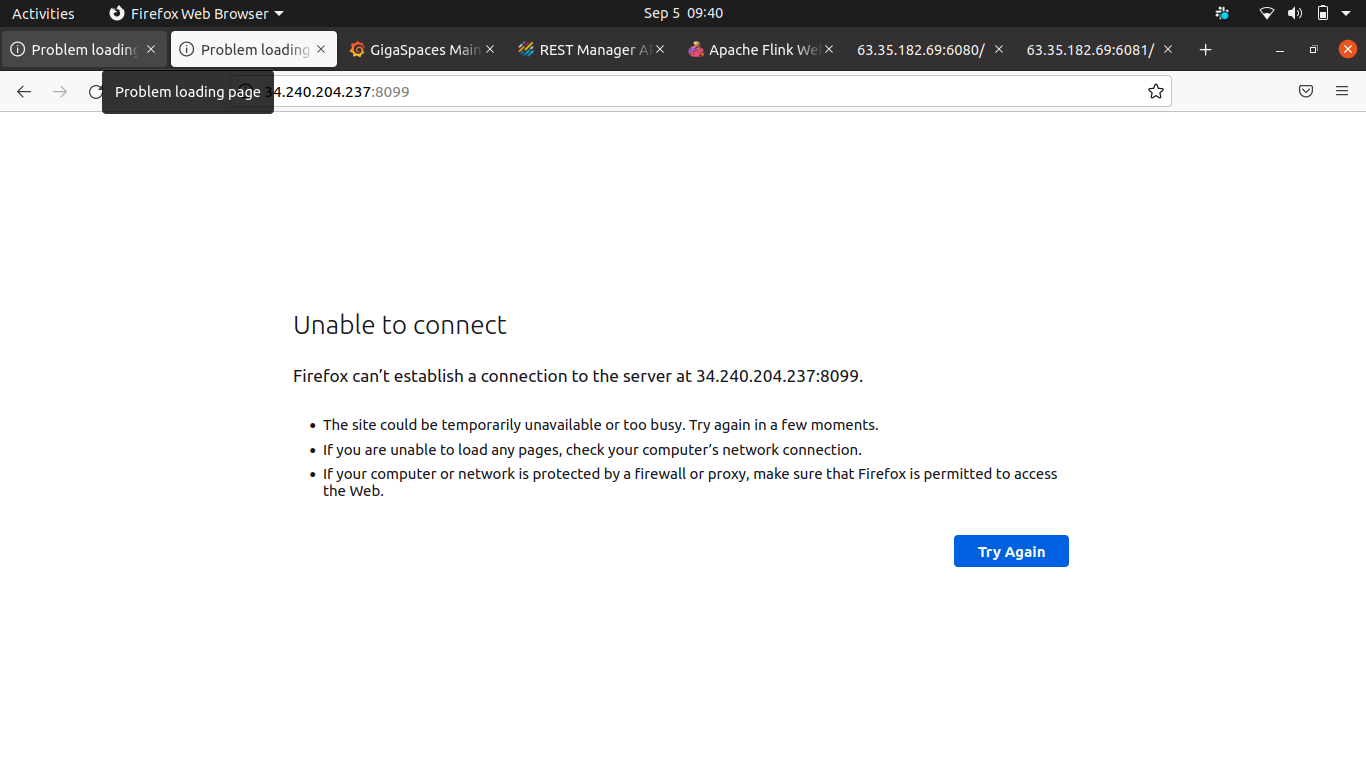 Activities Firefox Web Browser Sep 5 09:40
Problem loading Problem loading GigaSpaces Main REST Manager A Apache Flink We 63.35.182.69:6080/ 63.35.182.69:6081/
Problem loading page 34.240.204.237:8099
Unable to connect
Firefox can’t establish a connection to the server at 34.240.204.237:8099.
• The site could be temporarily unavailable or too busy. Try again in a few moments.
• If you are unable to load any pages, check your computer’s network connection.
• If your computer or network is protected by a firewall or proxy, make sure that Firefox is permitted to access
the Web.
Try Again